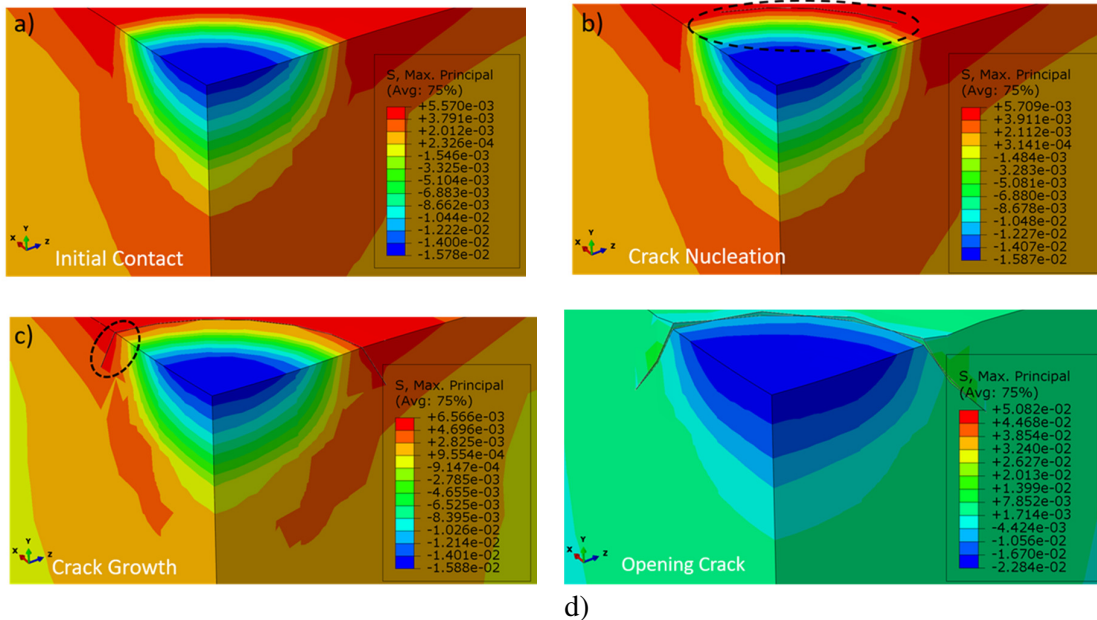 a)
S, Max. Principal
(Avg: 75%)
+5.570e-03
+3.791e-03
+2.012e-03
+2.326e-04
-1.546e-03
-3.325e-03
-5.104e-03
-6.883e-03
-8.662e-03
-1.044e-02
-1.222e-02
-1.400e-02
-1.578e-02
Y
X
Z
Initial Contact
b)
S, Max. Principal
(Avg: 75%)
+5.709e-03
+3.911e-03
+2.112e-03
+3.141e-04
-1.484e-03
-3.283e-03
-5.081e-03
-6.880e-03
-8.678e-03
-1.048e-02
-1.227e-02
-1.407e-02
-1.587e-02
Y
X
Z
Crack Nucleation
c)
S, Max. Principal
(Avg: 75%)
+6.566e-03
+4.696e-03
+2.825e-03
+9.554e-04
-9.147e-04
-2.785e-03
-4.655e-03
-6.525e-03
-8.395e-03
-1.026e-02
-1.214e-02
-1.401e-02
-1.588e-02
Y
X
Z
Crack Growth
S, Max. Principal
(Avg: 75%)
+5.082e-02
+4.468e-02
+3.854e-02
+3.240e-02
+2.627e-02
+2.013e-02
+1.399e-02
+7.852e-03
+1.714e-03
-4.424e-03
-1.056e-02
-1.670e-02
-2.284e-02
Y
X
Z
Opening Crack
d)